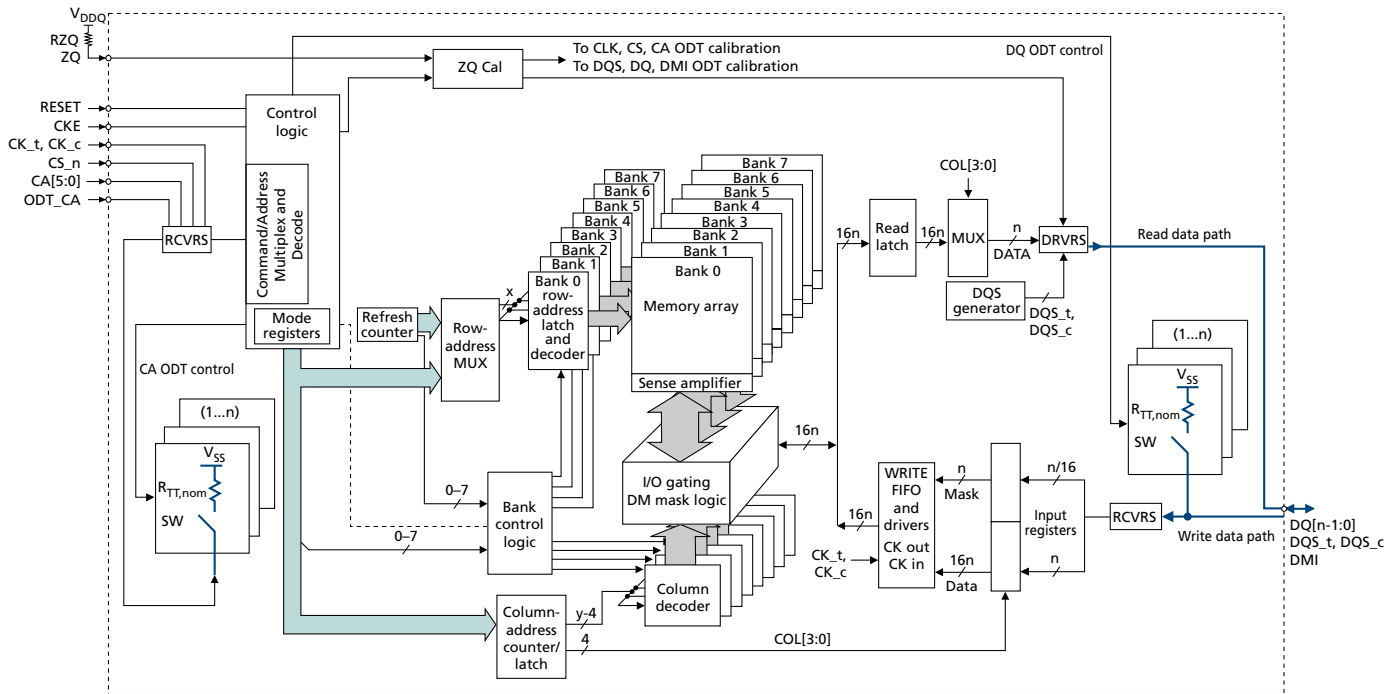 VDDQ
RZQ
ZQ
RESET
CKE
CK_t, CK_c
CS_n
CA[5:0]
ODT_CA
RCVRS
Control
logic
Command/Address
Multiplex and
Decode
Mode
registers
CA ODT control
(1...n)
VSS
RTT,nom
SW
ZQ Cal
To CLK, CS, CA ODT calibration
To DQS, DQ, DMI ODT calibration
DQ ODT control
Refresh
counter
Row-
address
MUX
x
Bank 7
Bank 6
Bank 5
Bank 4
Bank 3
Bank 2
Bank 1
Bank 0
row-
address
latch
and
decoder
Bank 7
Bank 6
Bank 5
Bank 4
Bank 3
Bank 2
Bank 1
Bank 0
Memory array
Sense amplifier
I/O gating
DM mask logic
16n
0–7
0–7
Bank
control
logic
Column
decoder
Column-
address
counter/
latch
y-4
4
COL[3:0]
16n
Read
latch
16n
COL[3:0]
MUX
n
DATA
DRVRS
Read data path
DQS
generator
DQS_t,
DQS_c
(1...n)
VSS
RTT,nom
SW
16n
CK_t,
CK_c
WRITE
FIFO
and
drivers
CK out
CK in
n
Mask
16n
Data
n/16
Input
registers
n
RCVRS
Write data path
DQ[n-1:0]
DQS_t, DQS_c
DMI